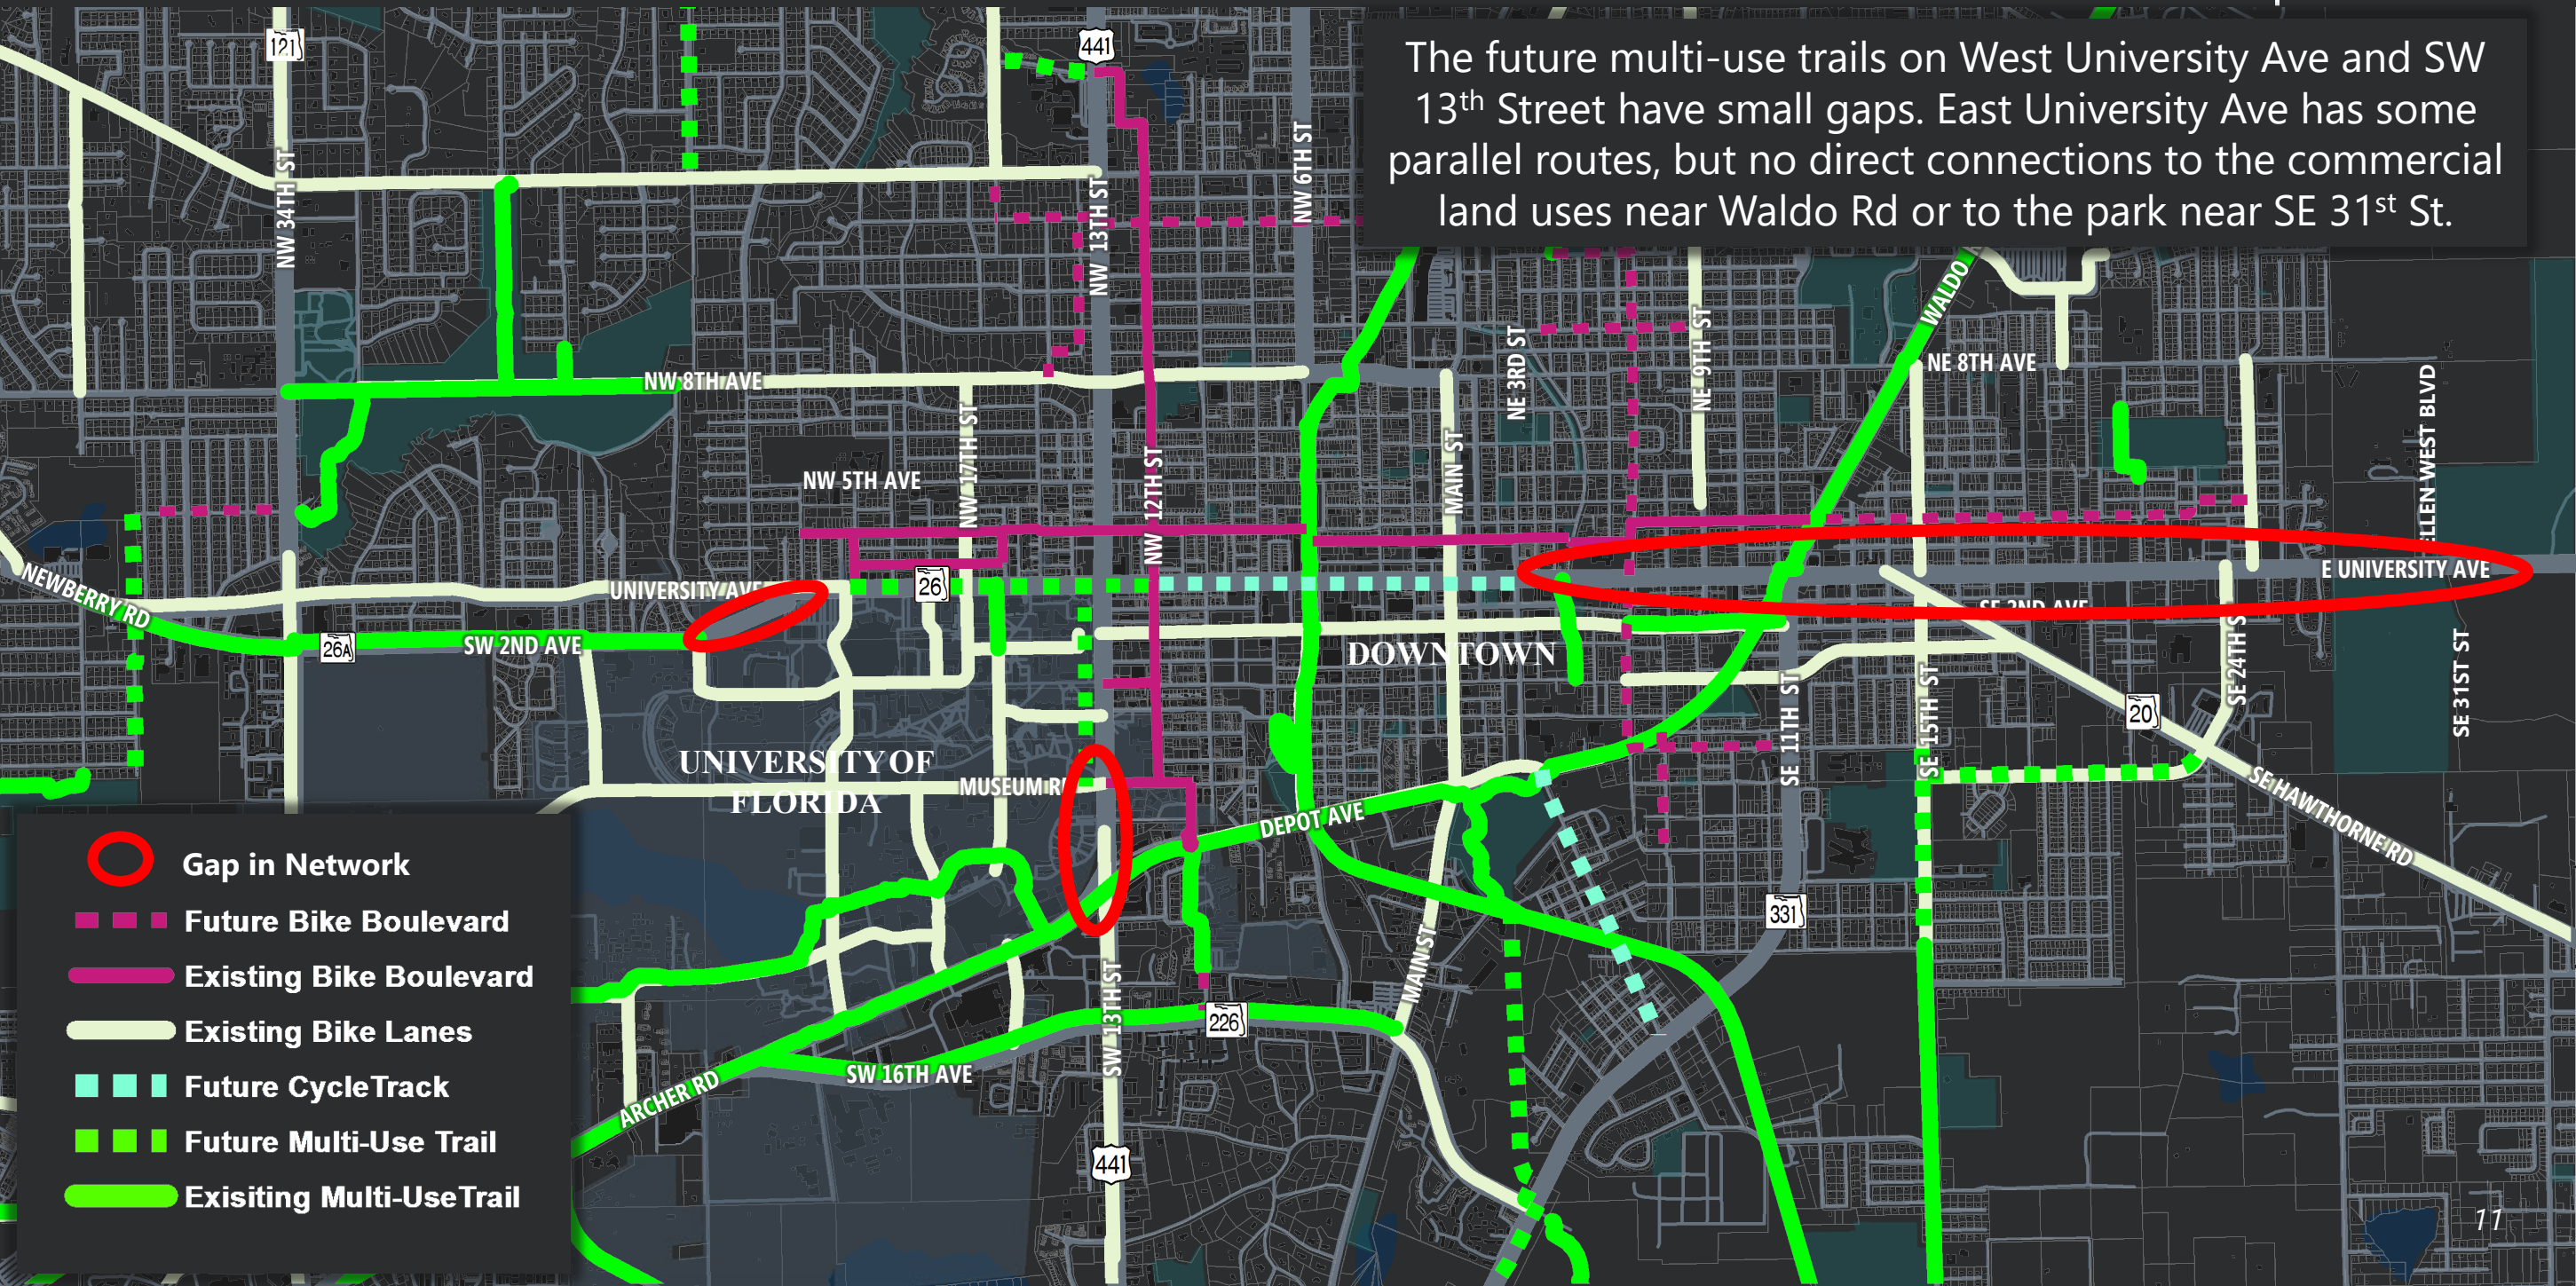 The future multi-use trails on West University Ave and SW
13th Street have small gaps. East University Ave has some
parallel routes, but no direct connections to the commercial
land uses near Waldo Rd or to the park near SE 31st St.
121
441
NW 34TH ST
NW 13TH ST
NW 6TH ST
WALDO
NE 3RD ST
NE 9TH ST
NE 8TH AVE
NW 8TH AVE
NW 17TH ST
NW 12TH ST
MAIN ST
NW 5TH AVE
NEWBERRY RD
UNIVERSITY AVE
26
E UNIVERSITY AVE
26A
SW 2ND AVE
SE 2ND AVE
DOWNTOWN
SE 31ST ST
SE 11TH ST
SE 15TH ST
20
UNIVERSITY OF
FLORIDA
MUSEUM R
DEPOT AVE
SE HAWTHORNE RD
331
MAIN ST
SW 13TH ST
226
SW 16TH AVE
ARCHER RD
441
Gap in Network
Future Bike Boulevard
Existing Bike Boulevard
Existing Bike Lanes
Future CycleTrack
Future Multi-Use Trail
Exisiting Multi-UseTrail
11